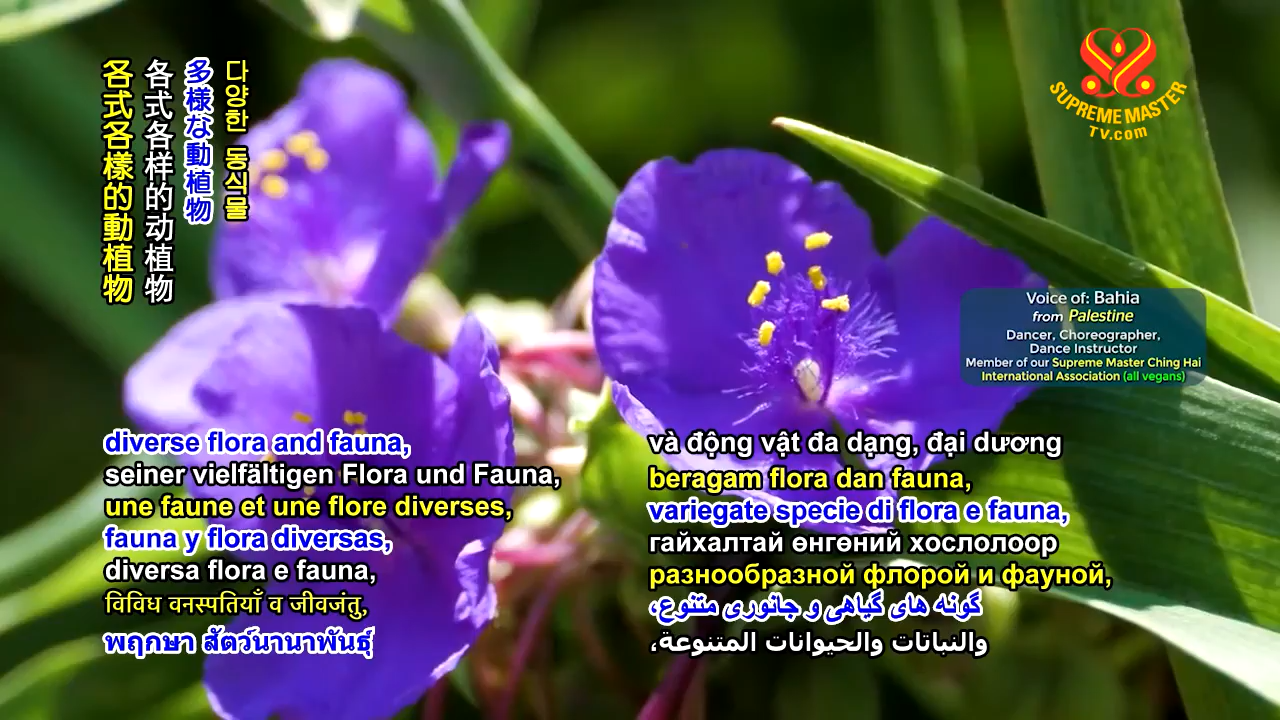 各式各樣的動植物
各式各样的动植物
多様な動植物
다양한 동식물
SUPREME MASTER
TV.com
Voice of: Bahia
from Palestine
Dancer, Choreographer,
Dance Instructor
Member of our Supreme Master Ching Hai
International Association (all vegans)
diverse flora and fauna,
seiner vielfältigen Flora und Fauna,
une faune et une flore diverses,
fauna y flora diversas,
diversa flora e fauna,
विविध वनस्पतियाँ व जीवजंतु,
พฤกษา สัตว์นานาพันธุ์
và động vật đa dạng, đại dương
beragam flora dan fauna,
variegate specie di flora e fauna,
гайхалтай өнгөний хослолоор
разнообразной флорой и фауной,
گونه های گیاهی و جانوری متنوع،
والنباتات والحيوانات المتنوعة،